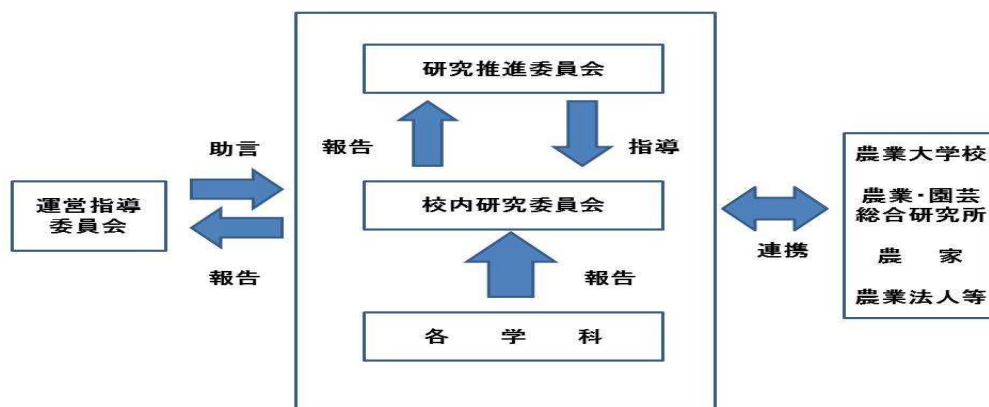 研究推進委員会
報告
指導
助言
運営指導
委員会
報告
校内研究委員会
報告
各 学 科
連携
農業大学校
農業・園芸
総合研究所
農 家
農業法人等